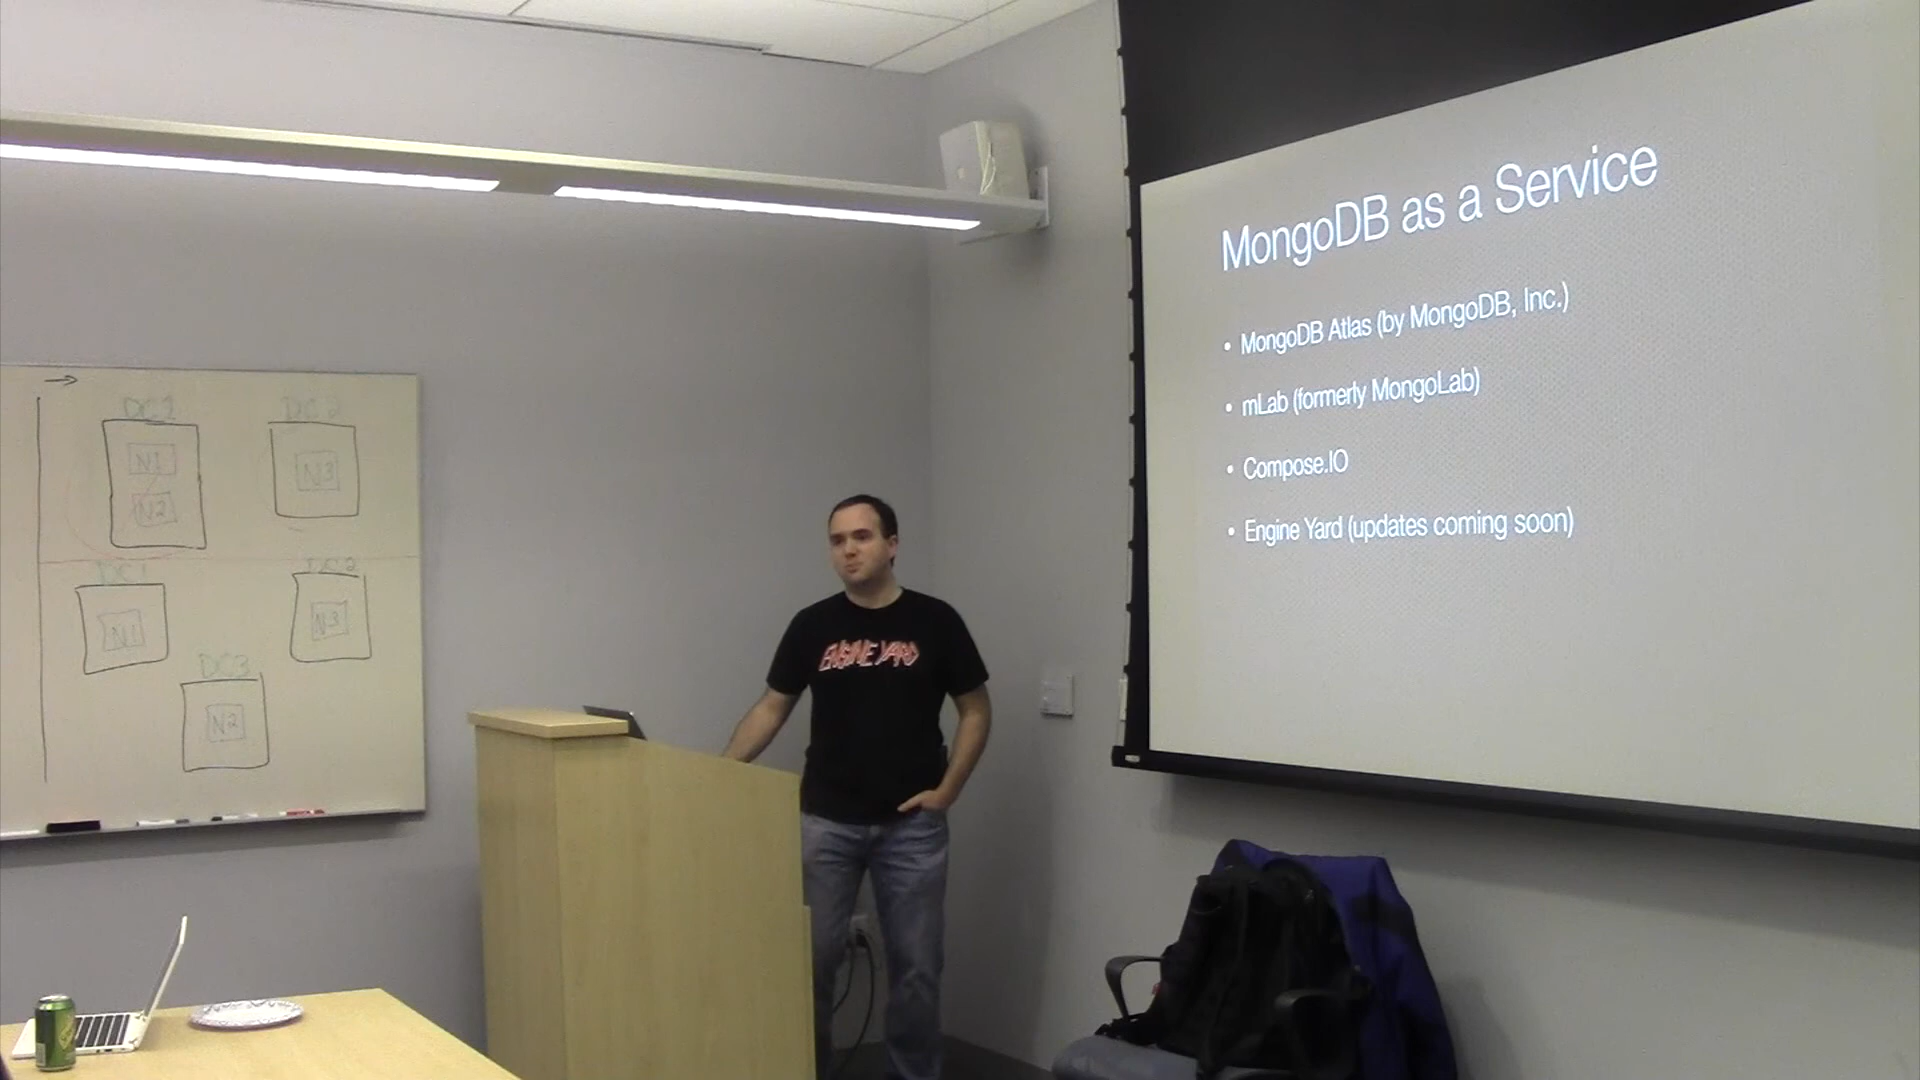 MongoDB as a Service
• MongoDB Atlas (by MongoDB, Inc.)
• mLab (formerly MongoLab)
• Compose.IO
• Engine Yard (updates coming soon)
ENGINE YARD
DC1
N1
N2
N3
DC1
N1
DC2
N3
DC3
N2